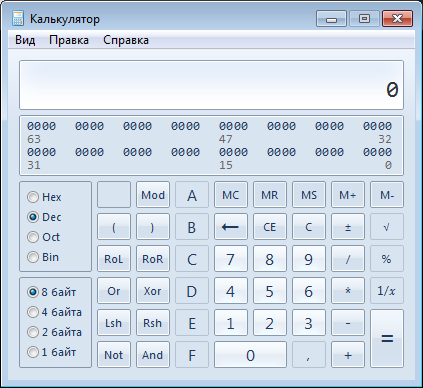 Калькулятор
Вид Правка Справка
0
0000 0000 0000 0000 0000 0000 0000 0000
63 47 32
0000 0000 0000 0000 0000 0000 0000 0000
31 15 0
Hex
Dec
Oct
Bin
8 байт
4 байта
2 байта
1 байт
Mod A MC MR MS M+ M-
( ) B ← CE C ± √
RoL RoR C 7 8 9 / %
Or Xor D 4 5 6 * 1/x
Lsh Rsh E 1 2 3 - =
Not And F 0 , +